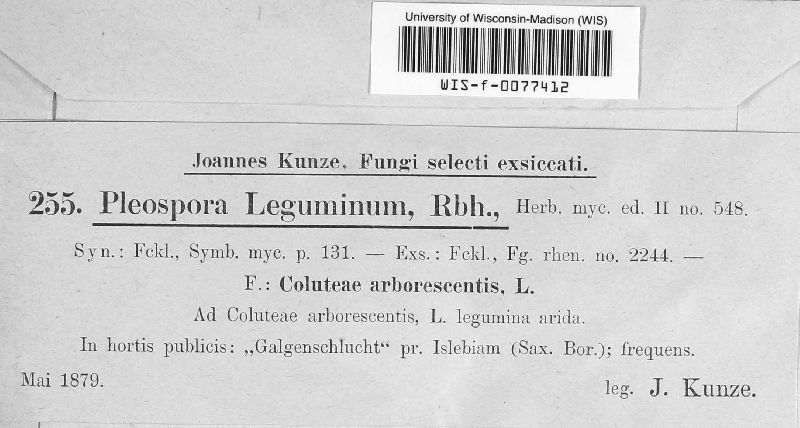 University of Wisconsin-Madison (WIS)
WIS-f-0077412
Joannes Kunze. Fungi selecti exsiccati.
255. Pleospora Leguminum, Rbh., Herb. myc. ed. II no. 548.
Syn.: Fckl., Symb. myc. p. 131. — Exs.: Fckl., Fg. rhen. no. 2244. —
F.: Coluteae arborescentis, L.
Ad Coluteae arborescentis, L. legumina arida.
In hortis publicis: „Galgenschlucht“ pr. Islebiam (Sax. Bor.); frequens.
Mai 1879.
leg. J. Kunze.